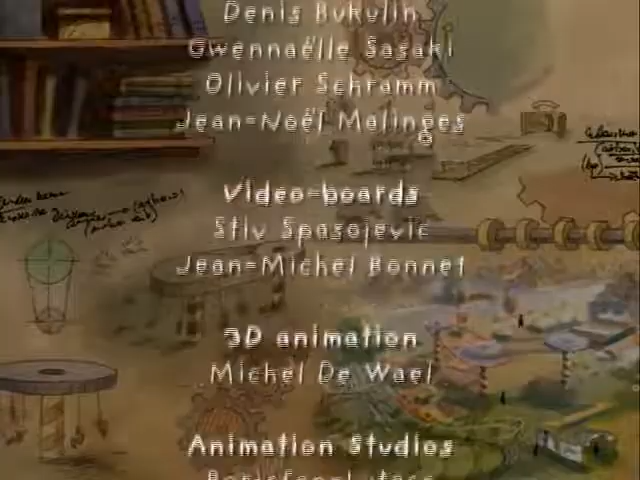 Denis Bukulin
Gwennaëlle Sasaki
Olivier Schramm
Jean-Noël Malinges
Video-boards
Stiv Spasojevic
Jean-Michel Bonnet
3D animation
Michel De Wael
Animation Studios